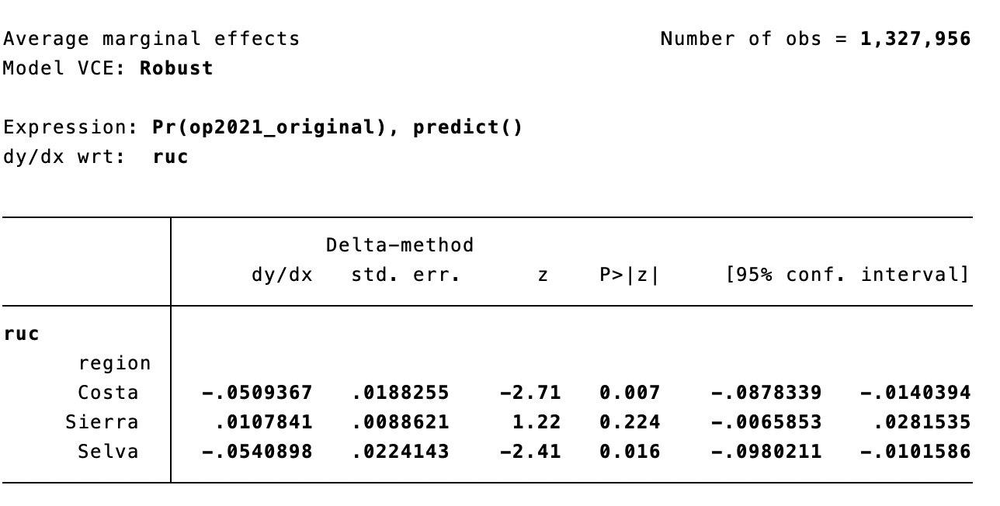 Average marginal effects Number of obs = 1,327,956
Model VCE: Robust
Expression: Pr(op2021_original), predict()
dy/dx wrt: ruc
Delta-method
dy/dx std. err. z P>|z| [95% conf. interval]
ruc
region
Costa -.0509367 .0188255 -2.71 0.007 -.0878339 -.0140394
Sierra .0107841 .0088621 1.22 0.224 -.0065853 .0281535
Selva -.0540898 .0224143 -2.41 0.016 -.0980211 -.0101586